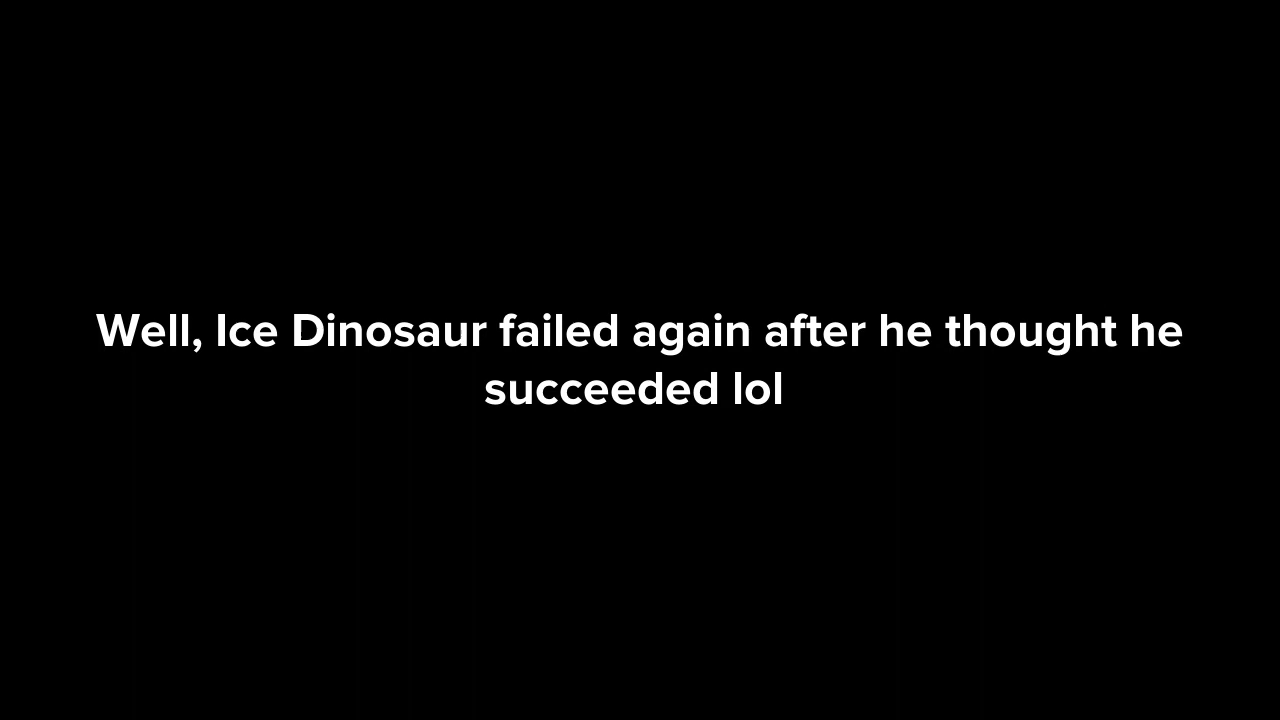 Well, Ice Dinosaur failed again after he thought he
succeeded lol